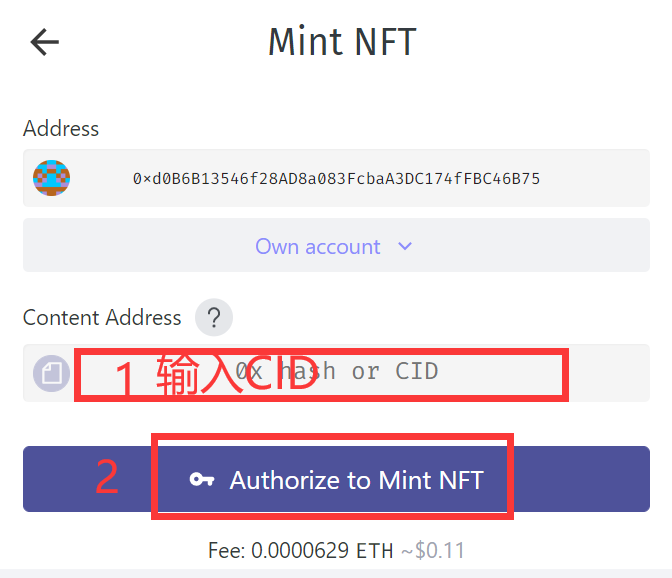 Mint NFT
Address
0×d0B6B13546f28AD8a083FcbaA3DC174fFBC46B75
Own account
Content Address ?
1 输入CID
0x hash or CID
2 Authorize to Mint NFT
Fee: 0.0000629 ETH ~$0.11